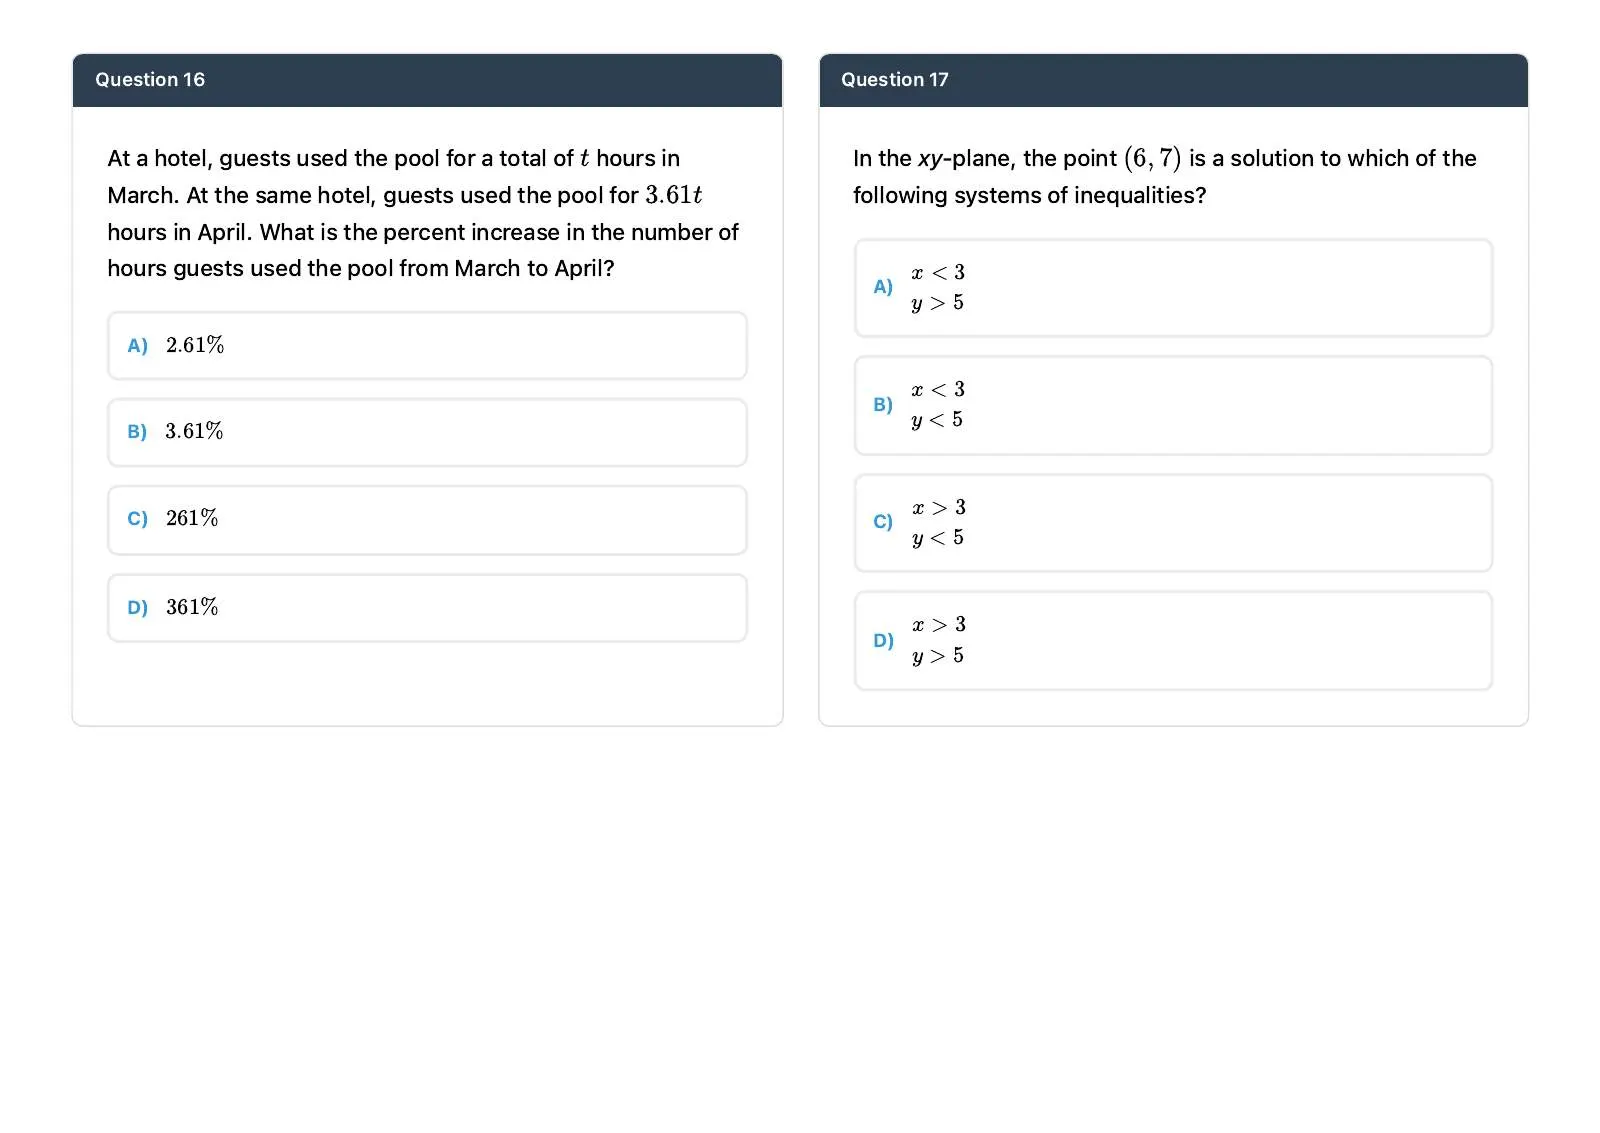 Question 16
At a hotel, guests used the pool for a total of t hours in
March. At the same hotel, guests used the pool for 3.61t
hours in April. What is the percent increase in the number of
hours guests used the pool from March to April?
A) 2.61%
B) 3.61%
C) 261%
D) 361%
Question 17
In the xy-plane, the point (6, 7) is a solution to which of the
following systems of inequalities?
A)
x < 3
y > 5
B)
x < 3
y < 5
C)
x > 3
y < 5
D)
x > 3
y > 5